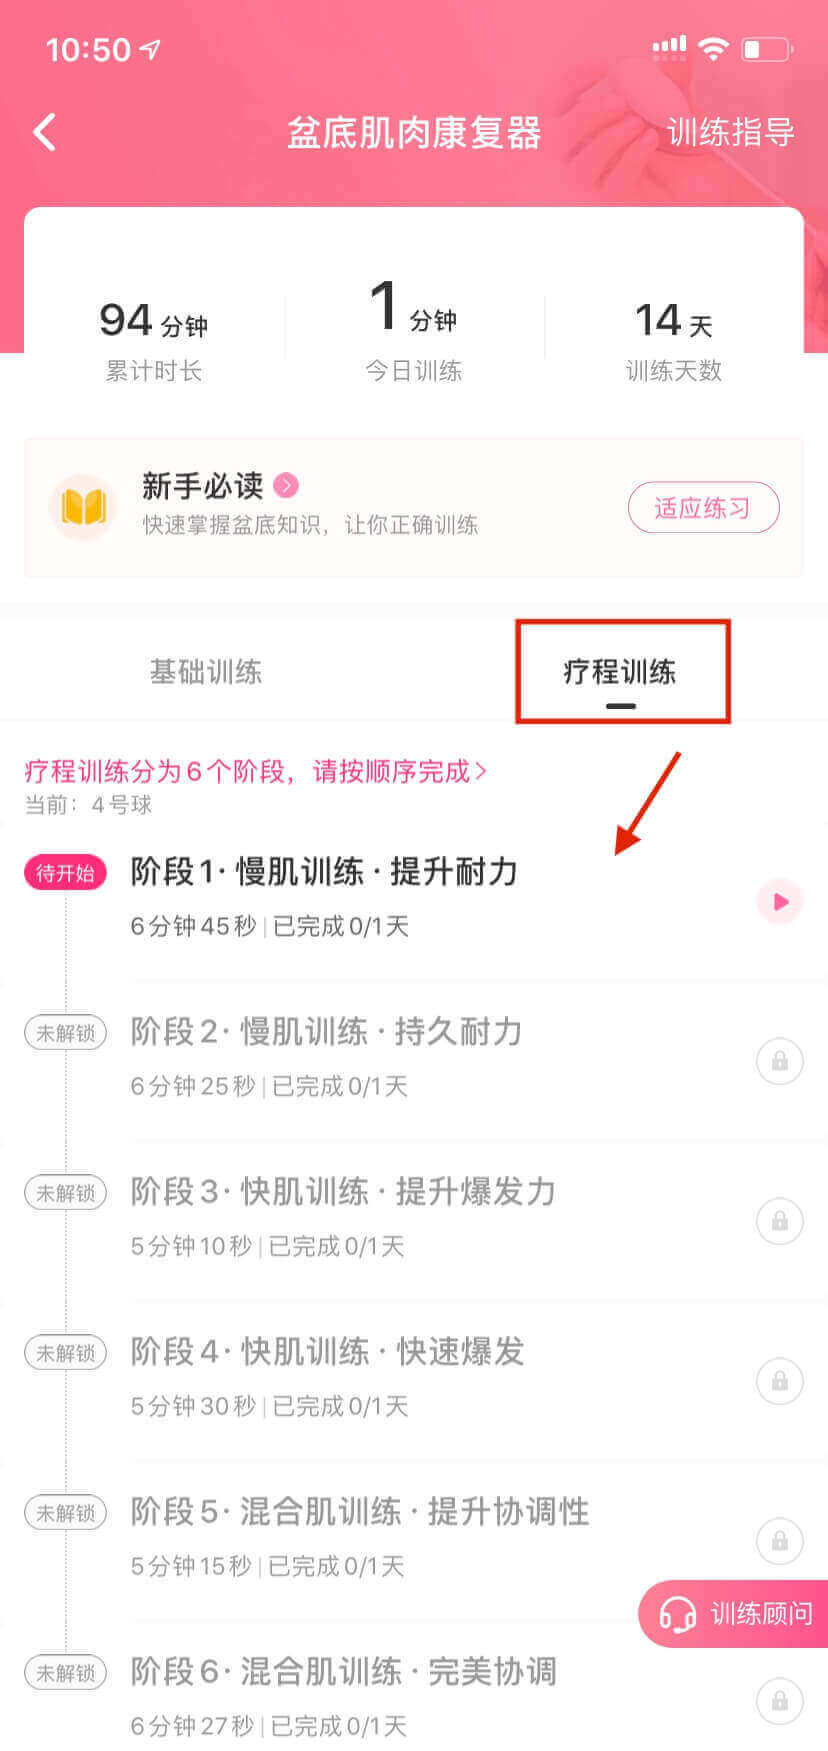 10:50
盆底肌肉康复器
训练指导
94分钟
累计时长
1分钟
今日训练
14天
训练天数
新手必读
快速掌握盆底知识，让你正确训练
适应练习
基础训练
疗程训练
疗程训练分为6个阶段，请按顺序完成>
当前：4号球
待开始
阶段1·慢肌训练·提升耐力
6分钟45秒|已完成0/1天
未解锁
阶段2·慢肌训练·持久耐力
6分钟25秒|已完成0/1天
未解锁
阶段3·快肌训练·提升爆发力
5分钟10秒|已完成0/1天
未解锁
阶段4·快肌训练·快速爆发
5分钟30秒|已完成0/1天
未解锁
阶段5·混合肌训练·提升协调性
5分钟15秒|已完成0/1天
训练顾问
未解锁
阶段6·混合肌训练·完美协调
6分钟27秒|已完成0/1天